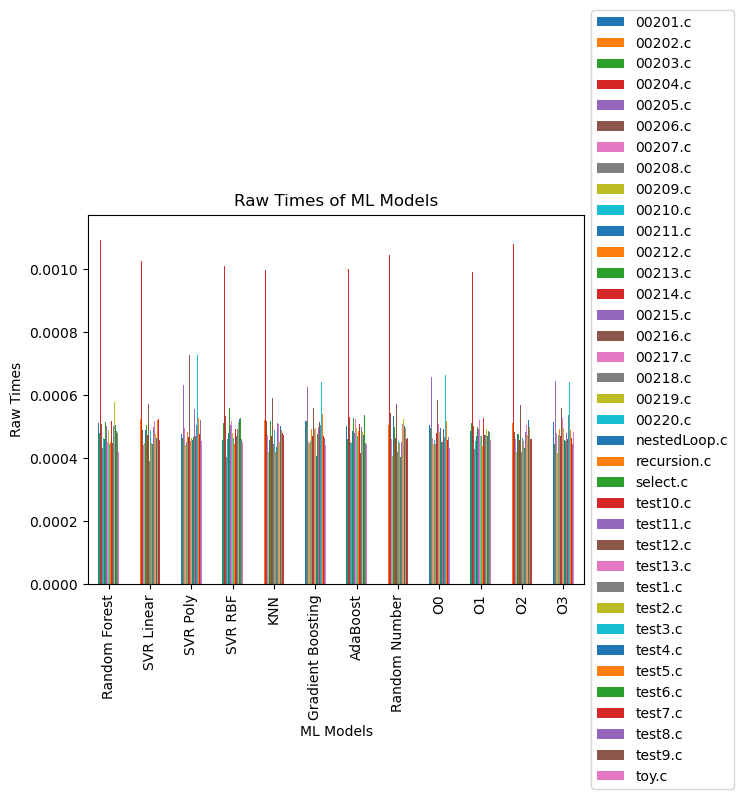 Raw Times of ML Models
Raw Times
0.0010
0.0008
0.0006
0.0004
0.0002
0.0000
Random Forest
SVR Linear
SVR Poly
SVR RBF
KNN
Gradient Boosting
AdaBoost
Random Number
O0
O1
O2
O3
ML Models
00201.c
00202.c
00203.c
00204.c
00205.c
00206.c
00207.c
00208.c
00209.c
00210.c
00211.c
00212.c
00213.c
00214.c
00215.c
00216.c
00217.c
00218.c
00219.c
00220.c
nestedLoop.c
recursion.c
select.c
test10.c
test11.c
test12.c
test13.c
test1.c
test2.c
test3.c
test4.c
test5.c
test6.c
test7.c
test8.c
test9.c
toy.c